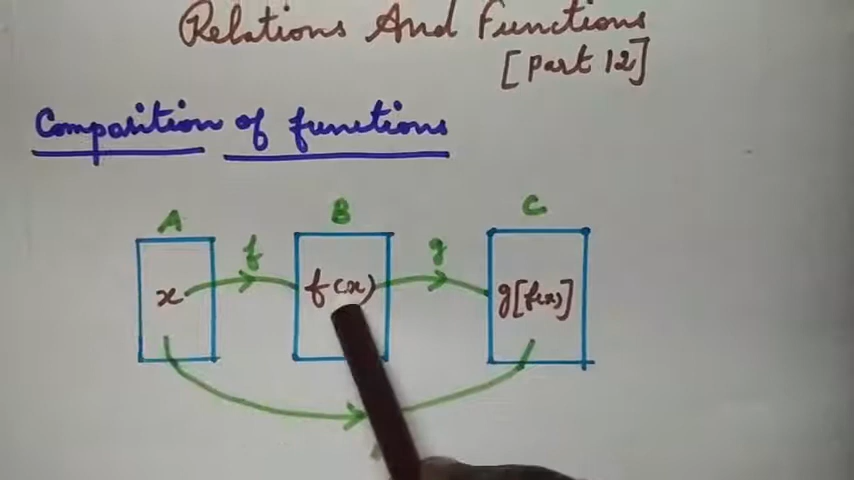 Relations And Functions
[Part 12]
Composition of functions
A B C
f g
x f(x) g[f(x)]